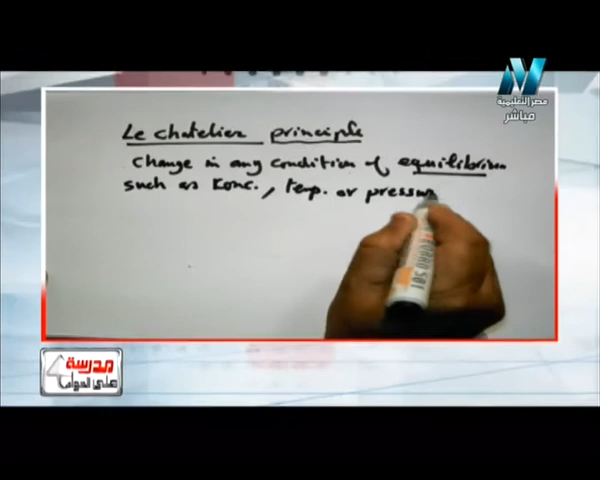 مصر التعليمية
مباشر
Le chatelier principle
Change in any condition of equilibrium
such as Konc., temp. or pressur
مدرسة
على الهواء